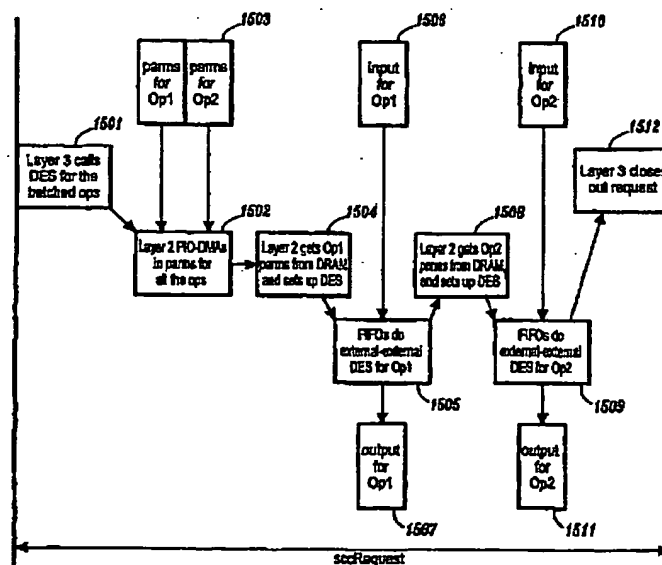 1503
1506
1510
parms
for
Op1
parms
for
Op2
input
for
Op1
input
for
Op2
1501
1512
Layer 3 calls
DES for the
batched ops
Layer 3 closes
out request
1502
1504
1508
Layer 2 PIO-DMAs
in parms for
all the ops
Layer 2 gets Op1
parms from DRAM,
and sets up DES
Layer 2 gets Op2
parms from DRAM,
and sets up DES
FIFOs do
external-external
DES for Op1
FIFOs do
external-external
DES for Op2
1505
1509
output
for
Op1
output
for
Op2
1507
1511
sccRequest